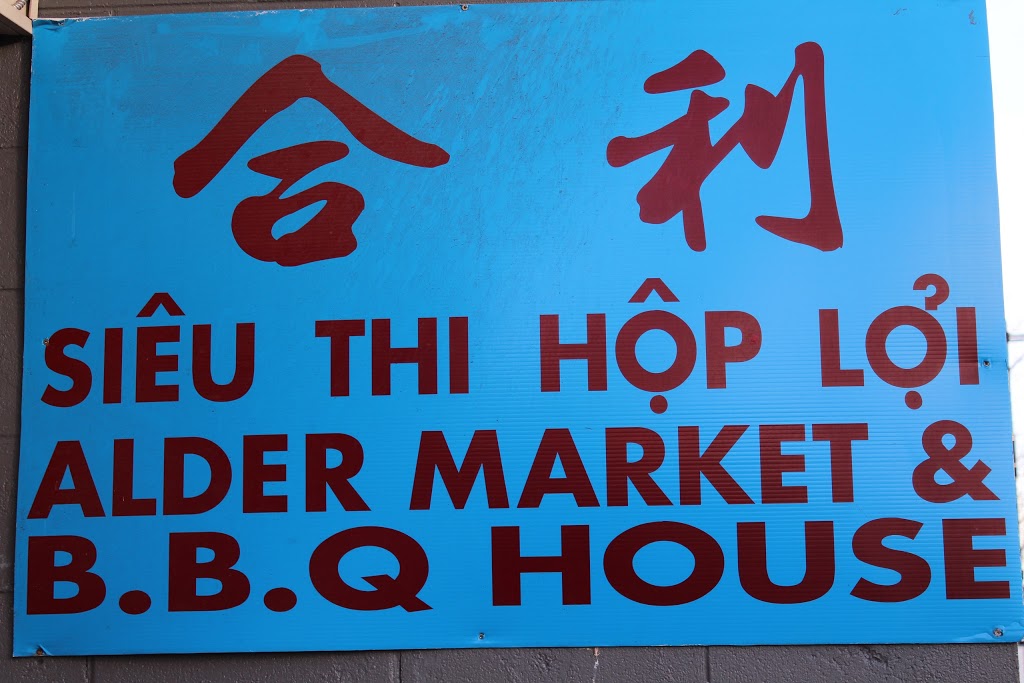 合利
SIÊU THI HỘP LỢI
ALDER MARKET &
B.B.Q HOUSE